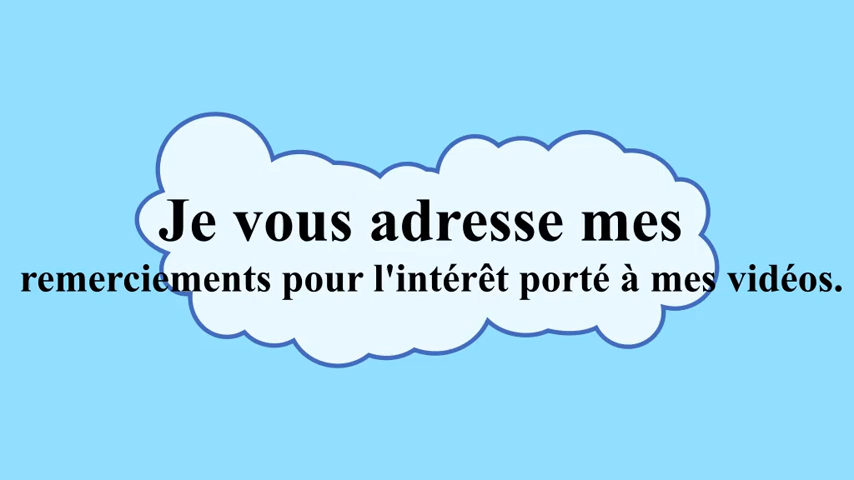 Je vous adresse mes
remerciements pour l'intérêt porté à mes vidéos.